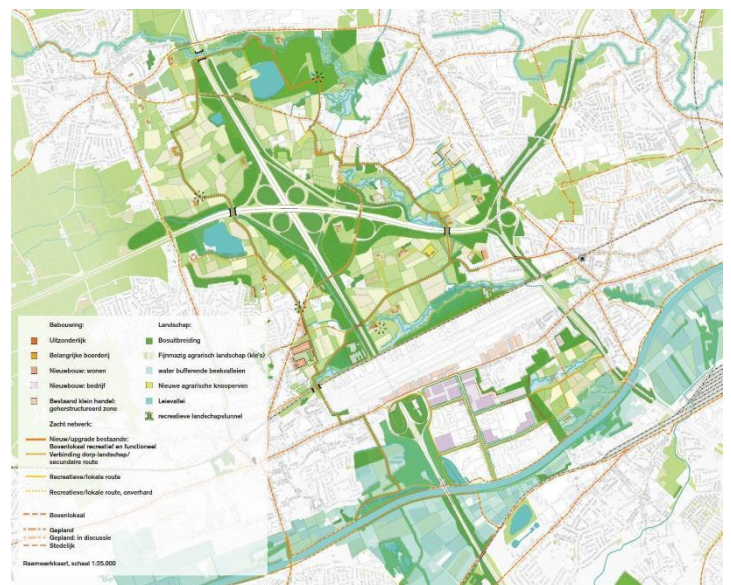 Bebouwing:
Uitzonderlijk
Belangrijke boerderij
Nieuwbouw: wonen
Nieuwbouw: bedrijf
Bestaand klein handel:
geherstructureerd zone
Zacht netwerk:
Nieuw/upgrade bestaande:
Bovenlokaal recreatief en functioneel
Verbinding dorp-landschap/
secundaire route
Recreatieve/lokale route
Recreatieve/lokale route, onverhard
Bovenlokaal
Gepland
Gepland: in discussie
Stedelijk
Raamwerkkaart, schaal 1:25.000
Landschap:
Bosuitbreiding
Fijnmazig agrarisch landschap (kle's)
water bufferende beekvalleien
Nieuwe agrarische knooperven
Leievallei
recreatieve landschapstunnel